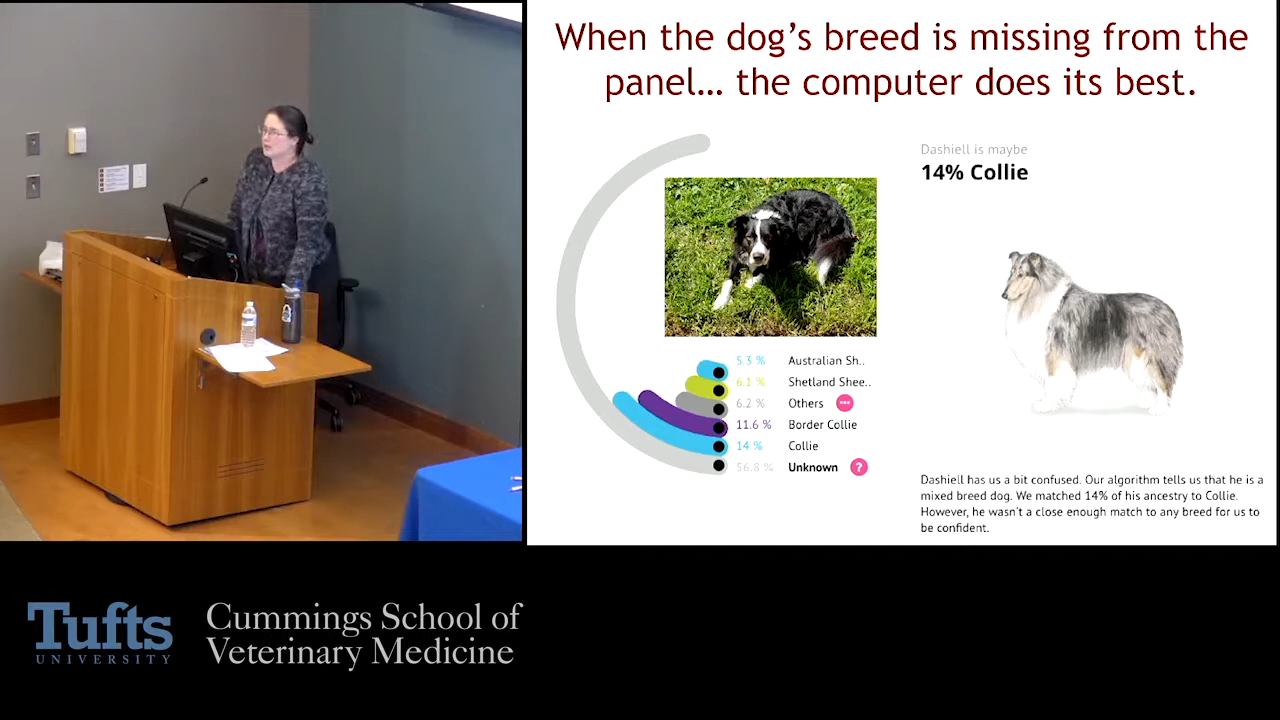 When the dog's breed is missing from the
panel… the computer does its best.
Dashiell is maybe
14% Collie
5.3 % Australian Sh..
6.1 % Shetland Shee..
6.2 % Others
11.6 % Border Collie
14 % Collie
56.8 % Unknown ?
Dashiell has us a bit confused. Our algorithm tells us that he is a
mixed breed dog. We matched 14% of his ancestry to Collie.
However, he wasn't a close enough match to any breed for us to
be confident.
Tufts
UNIVERSITY
Cummings School of
Veterinary Medicine